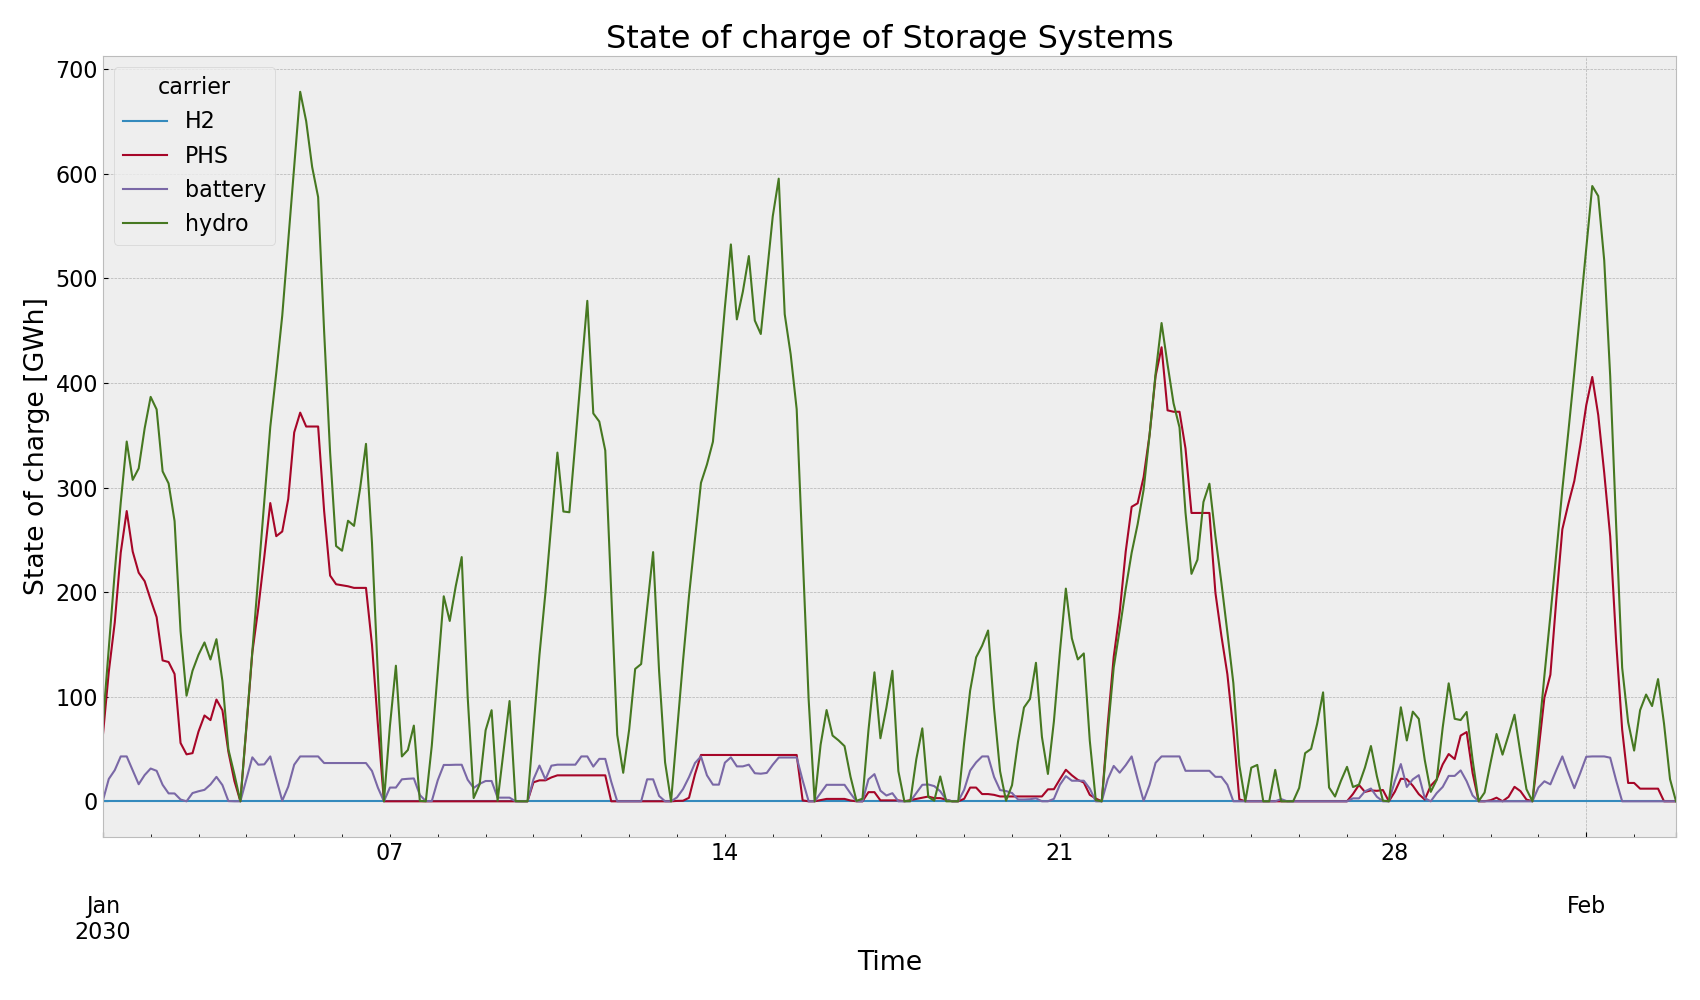 State of charge of Storage Systems
700
600
500
400
300
200
100
0
State of charge [GWh]
carrier
H2
PHS
battery
hydro
07
14
21
28
Jan
2030
Feb
Time